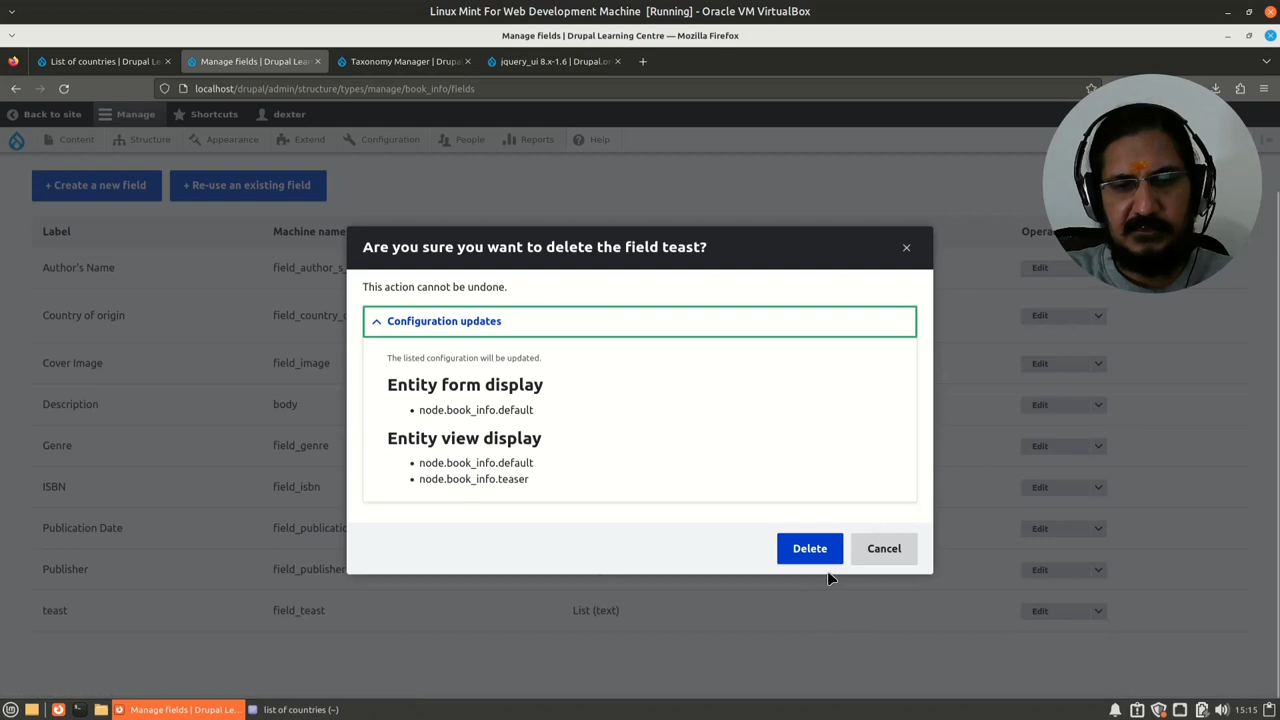 Linux Mint For Web Development Machine [Running] - Oracle VM VirtualBox
Manage fields | Drupal Learning Centre — Mozilla Firefox
List of countries | Drupal L
Manage fields | Drupal Lea
Taxonomy Manager | Drupal.
jquery_ui 8.x-1.6 | Drupal.or
localhost/drupal/admin/structure/types/manage/book_info/fields
Back to site Manage Shortcuts dexter
Content Structure Appearance Extend Configuration People Reports Help
+ Create a new field + Re-use an existing field
Label Machine name Opera
Are you sure you want to delete the field teast?
This action cannot be undone.
Configuration updates
The listed configuration will be updated.
Entity form display
node.book_info.default
Entity view display
node.book_info.default
node.book_info.teaser
Delete Cancel
Author's Name field_author_s_ Edit
Country of origin field_country_ Edit
Cover Image field_image Edit
Description body Edit
Genre field_genre Edit
ISBN field_isbn Edit
Publication Date field_publicatio Edit
Publisher field_publisher Edit
teast field_teast List (text) Edit
Manage fields | Drupal Le... list of countries (~) 15:15